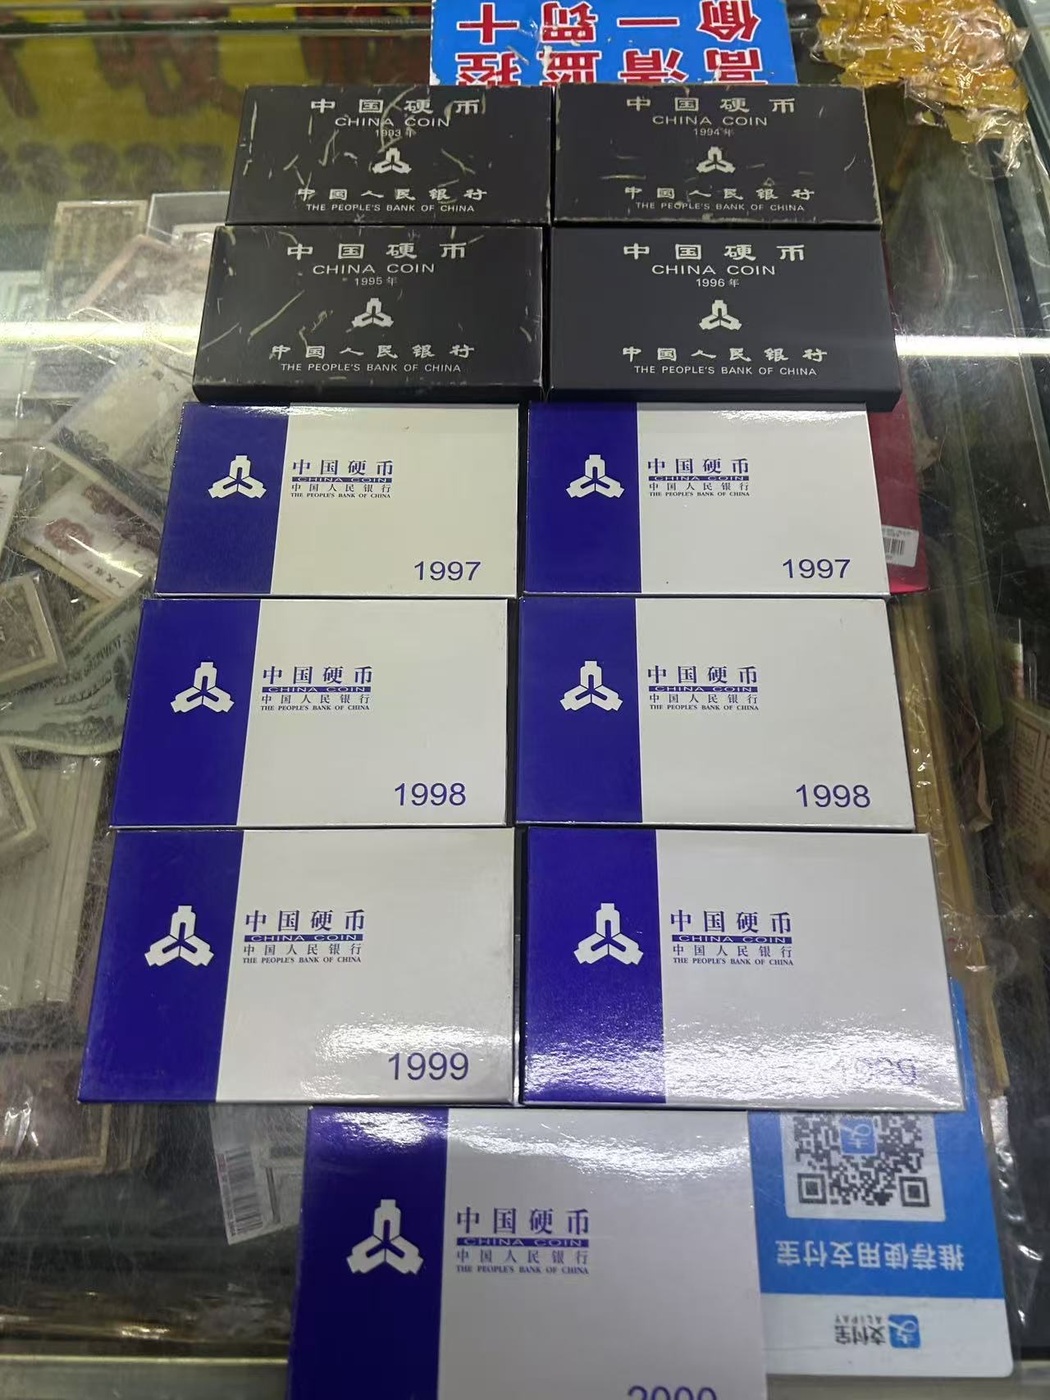 偷一罚十
高清监控
中国硬币
CHINA COIN
1993年
中国人民银行
THE PEOPLE'S BANK OF CHINA
中国硬币
CHINA COIN
1994年
中国人民银行
THE PEOPLE'S BANK OF CHINA
中国硬币
CHINA COIN
1995年
中国人民银行
THE PEOPLE'S BANK OF CHINA
中国硬币
CHINA COIN
1996年
中国人民银行
THE PEOPLE'S BANK OF CHINA
中国硬币
CHINA COIN
中国人民银行
THE PEOPLE'S BANK OF CHINA
1997
中国硬币
CHINA COIN
中国人民银行
THE PEOPLE'S BANK OF CHINA
1997
中国硬币
CHINA COIN
中国人民银行
THE PEOPLE'S BANK OF CHINA
1998
中国硬币
CHINA COIN
中国人民银行
THE PEOPLE'S BANK OF CHINA
1998
中国硬币
CHINA COIN
中国人民银行
THE PEOPLE'S BANK OF CHINA
1999
中国硬币
CHINA COIN
中国人民银行
THE PEOPLE'S BANK OF CHINA
中国硬币
CHINA COIN
中国人民银行
THE PEOPLE'S BANK OF CHINA
2000
推荐使用支付宝
支付宝
ALIPAY